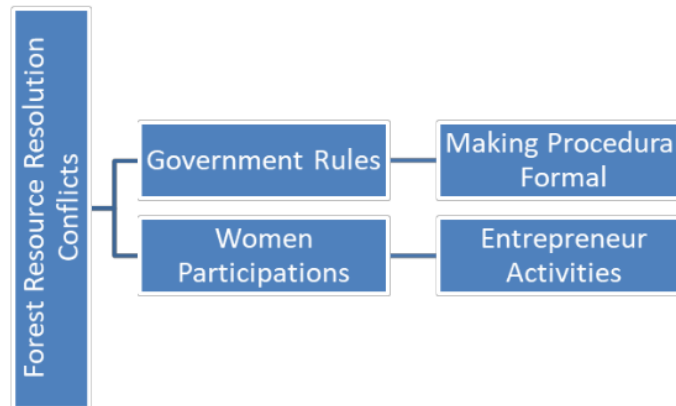 Forest Resource Resolution
Conflicts
Government Rules
Making Procedura
Formal
Women
Participations
Entrepreneur
Activities